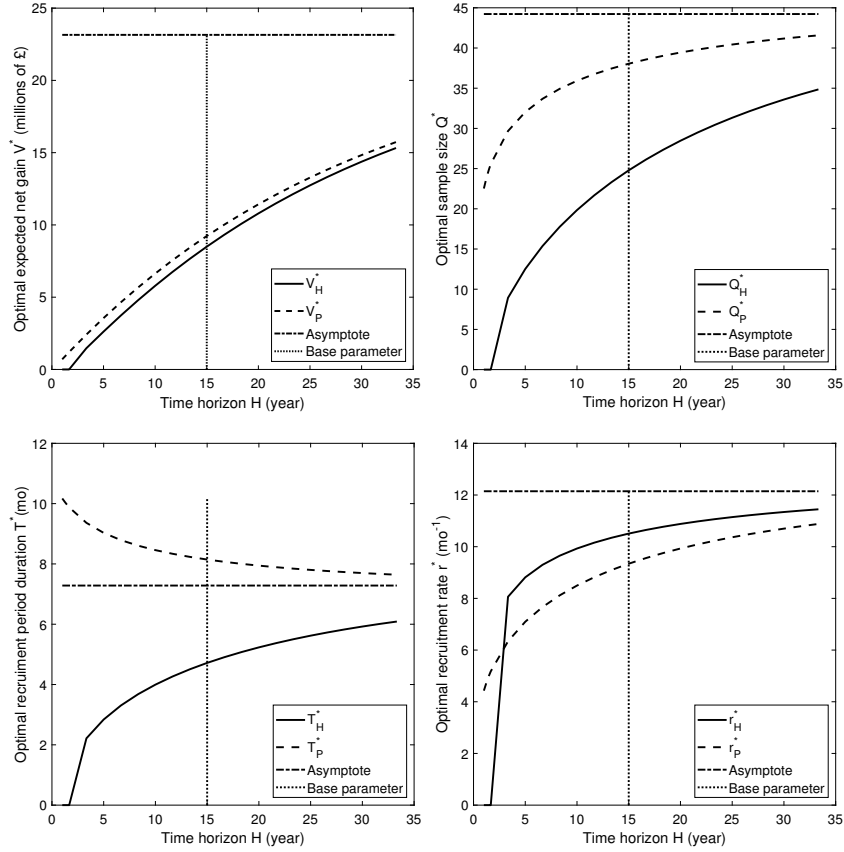 Optimal expected net gain V* (millions of £)
25
20
15
10
5
0
V*H
V*P
Asymptote
Base parameter
0 5 10 15 20 25 30 35
Time horizon H (year)
Optimal sample size Q*
45
40
35
30
25
20
15
10
5
0
Q*H
Q*P
Asymptote
Base parameter
0 5 10 15 20 25 30 35
Time horizon H (year)
Optimal recruiment period duration T* (mo)
12
10
8
6
4
2
0
T*H
T*P
Asymptote
Base parameter
0 5 10 15 20 25 30 35
Time horizon H (year)
Optimal recruitment rate r* (mo-1)
14
12
10
8
6
4
2
0
r*H
r*P
Asymptote
Base parameter
0 5 10 15 20 25 30 35
Time horizon H (year)